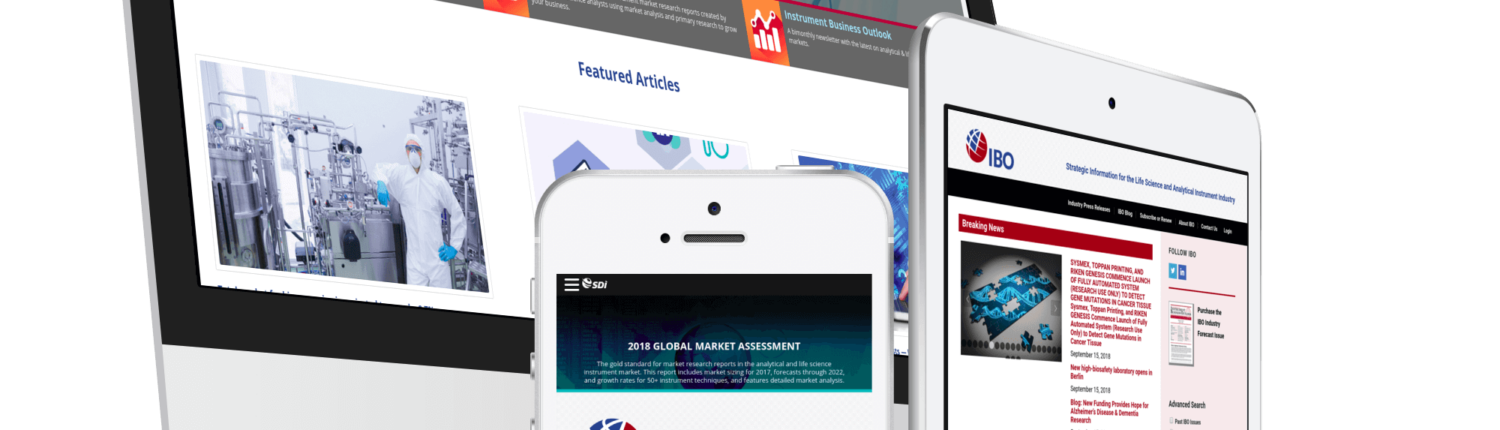 market research reports created by
analysts using market analysis and primary research to grow
your business.
Instrument Business Outlook
A bimonthly newsletter with the latest on analytical &
markets.
Featured Articles
SDi
2018 GLOBAL MARKET ASSESSMENT
The gold standard for market research reports in the analytical and life science
instrument market. This report includes market sizing for 2017, forecasts through 2022,
and growth rates for 50+ instrument techniques, and features detailed market analysis.
IBO
Strategic Information for the Life Science and Analytical Instrument Industry
Industry Press Releases IBO Blog Subscribe or Renew About IBO Contact Us Login
Breaking News
SYSMEX, TOPPAN PRINTING, AND
RIKEN GENESIS COMMENCE LAUNCH
OF FULLY AUTOMATED SYSTEM
(RESEARCH USE ONLY) TO DETECT
GENE MUTATIONS IN CANCER TISSUE
Sysmex, Toppan Printing, and RIKEN
GENESIS Commence Launch of Fully
Automated System (Research Use
Only) to Detect Gene Mutations in
Cancer Tissue
September 15, 2018
New high-biosafety laboratory opens in
Berlin
September 15, 2018
Blog: New Funding Provides Hope for
Alzheimer's Disease & Dementia
Research
FOLLOW IBO
Purchase the
IBO Industry
Forecast Issue
Advanced Search
Past IBO Issues